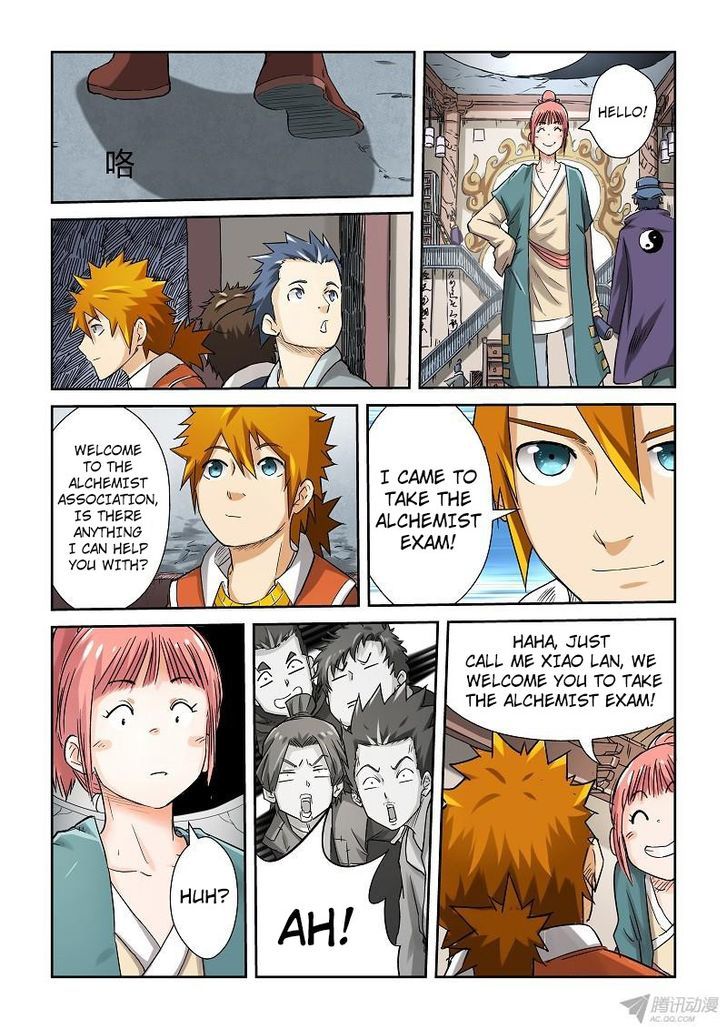 咯
HELLO!
WELCOME
TO THE
ALCHEMIST
ASSOCIATION,
IS THERE
ANYTHING
I CAN HELP
YOU WITH?
I CAME TO
TAKE THE
ALCHEMIST
EXAM!
HUH?
AH!
HAHA, JUST
CALL ME XIAO LAN, WE
WELCOME YOU TO TAKE
THE ALCHEMIST EXAM!
腾讯动漫
AC.QQ.COM